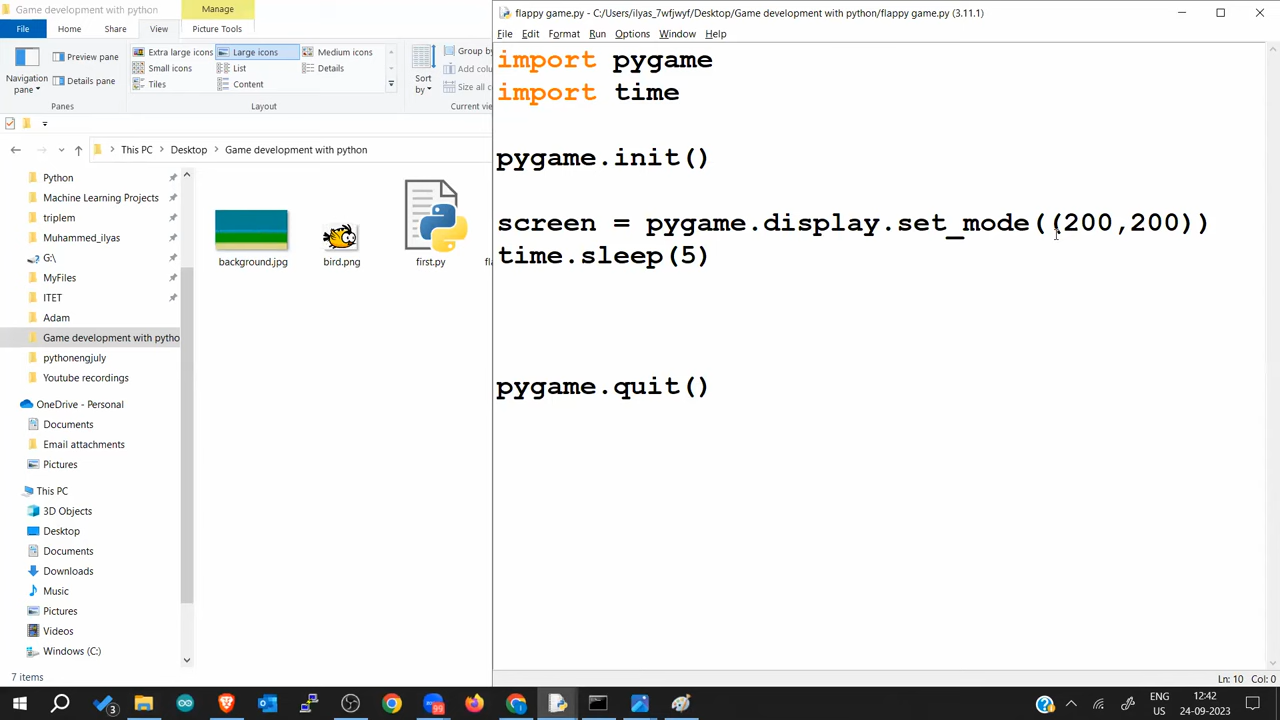 Game development with python
Manage
File
Home
Share
View
Picture Tools
Navigation
pane
Preview pane
Details pane
Panes
Extra large icons
Large icons
Medium icons
Small icons
List
Details
Tiles
Content
Layout
Sort
by
Group by
Add colu
Size all c
Current view
This PC
Desktop
Game development with python
Python
Machine Learning Projects
triplem
Muhammed_ilyas
G:\
MyFiles
ITET
Adam
Game development with pytho
pythonengjuly
Youtube recordings
OneDrive - Personal
Documents
Email attachments
Pictures
This PC
3D Objects
Desktop
Documents
Downloads
Music
Pictures
Videos
Windows (C:)
7 items
background.jpg
bird.png
first.py
flappy game.py - C:/Users/ilyas_7wfjwyf/Desktop/Game development with python/flappy game.py (3.11.1)
File Edit Format Run Options Window Help
import pygame
import time
pygame.init()
screen = pygame.display.set_mode((200,200))
time.sleep(5)
pygame.quit()
Ln: 10 Col: 0
3
99
ENG
US
12:42
24-09-2023